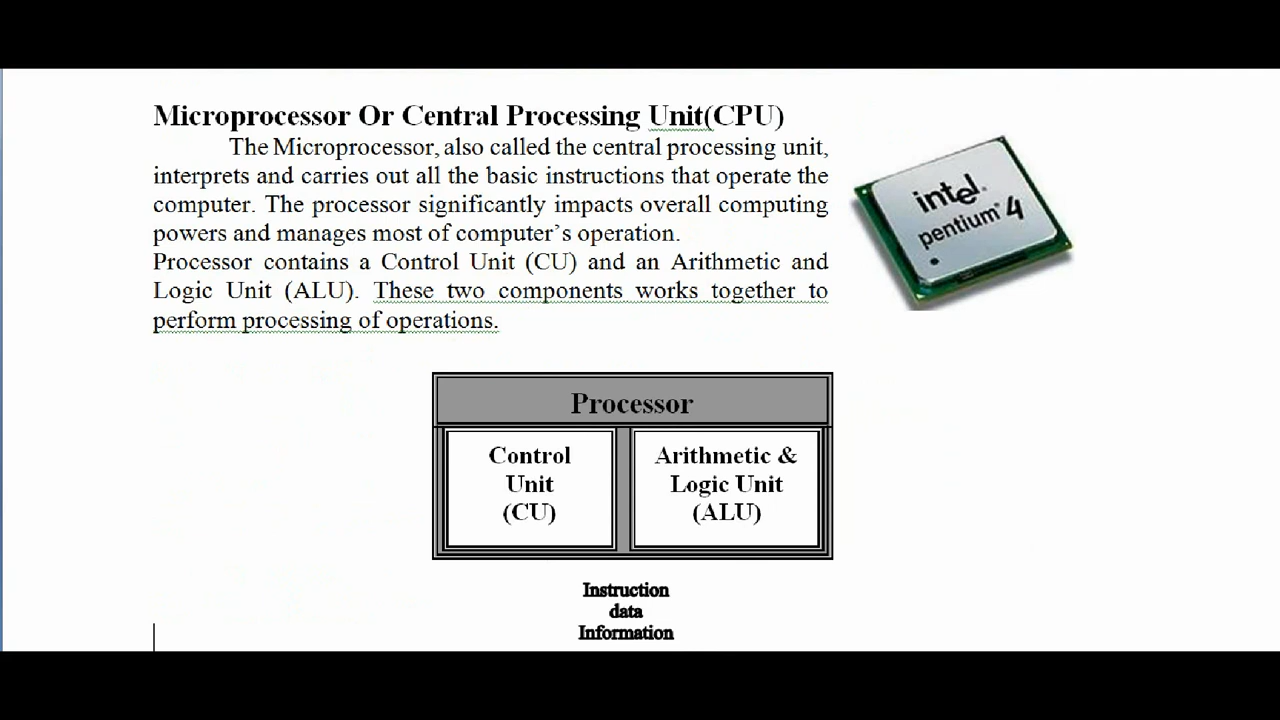 Microprocessor Or Central Processing Unit(CPU)
The Microprocessor, also called the central processing unit,
interprets and carries out all the basic instructions that operate the
computer. The processor significantly impacts overall computing
powers and manages most of computer's operation.
Processor contains a Control Unit (CU) and an Arithmetic and
Logic Unit (ALU). These two components works together to
perform processing of operations.
intel
pentium® 4
Processor
Control
Unit
(CU)
Arithmetic &
Logic Unit
(ALU)
Instruction
data
Information